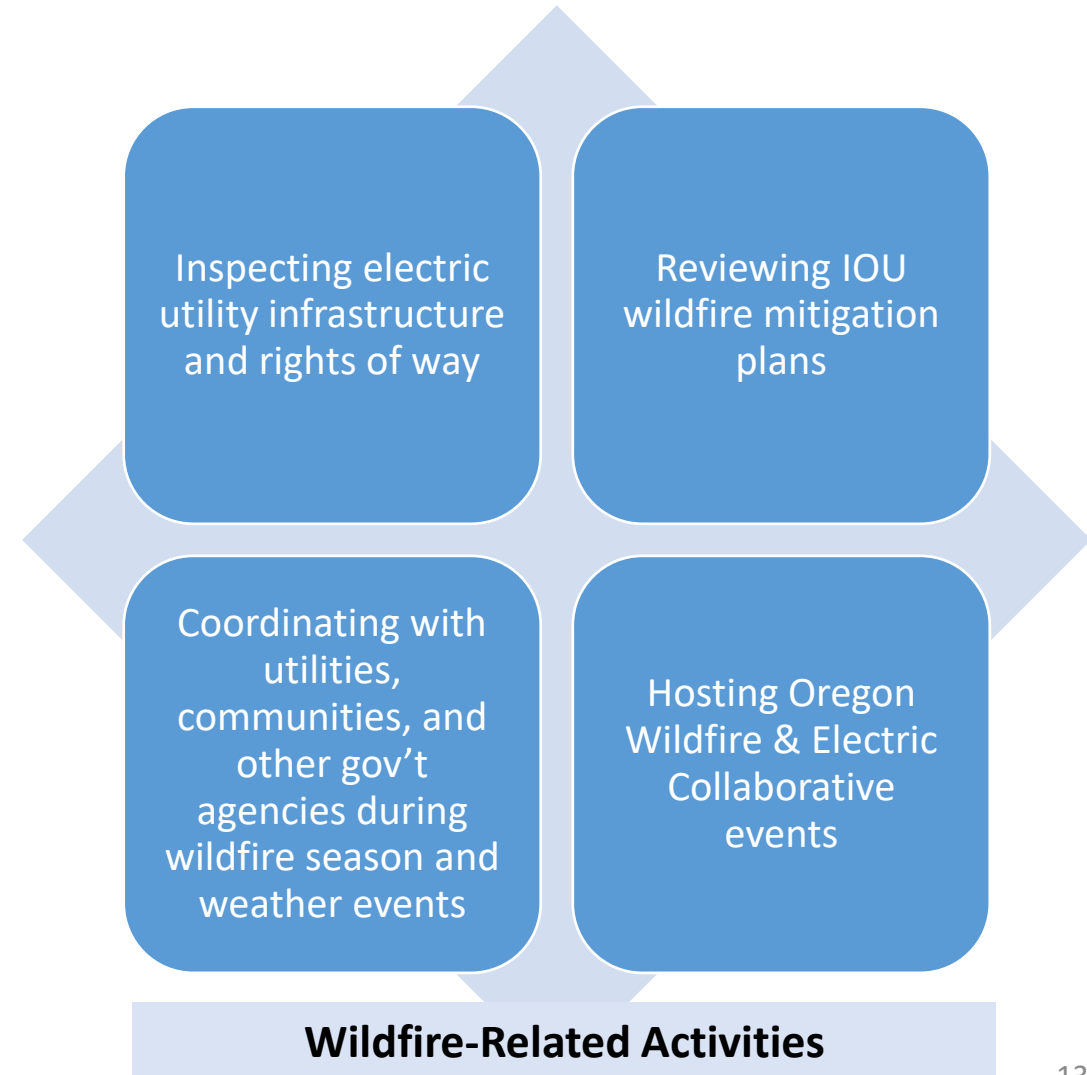 Inspecting electric
utility infrastructure
and rights of way
Reviewing IOU
wildfire mitigation
plans
Coordinating with
utilities,
communities, and
other gov’t
agencies during
wildfire season and
weather events
Hosting Oregon
Wildfire & Electric
Collaborative
events
Wildfire-Related Activities